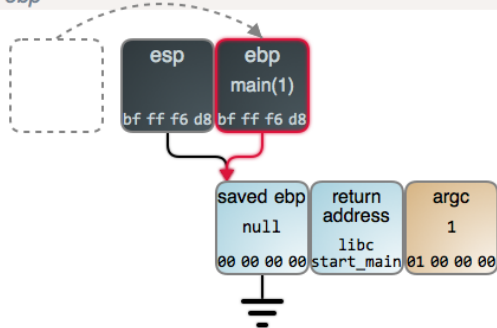 ebp
esp
ebp
main(1)
bf ff f6 d8
bf ff f6 d8
saved ebp
null
00 00 00 00
return
address
libc
start_main
argc
1
01 00 00 00